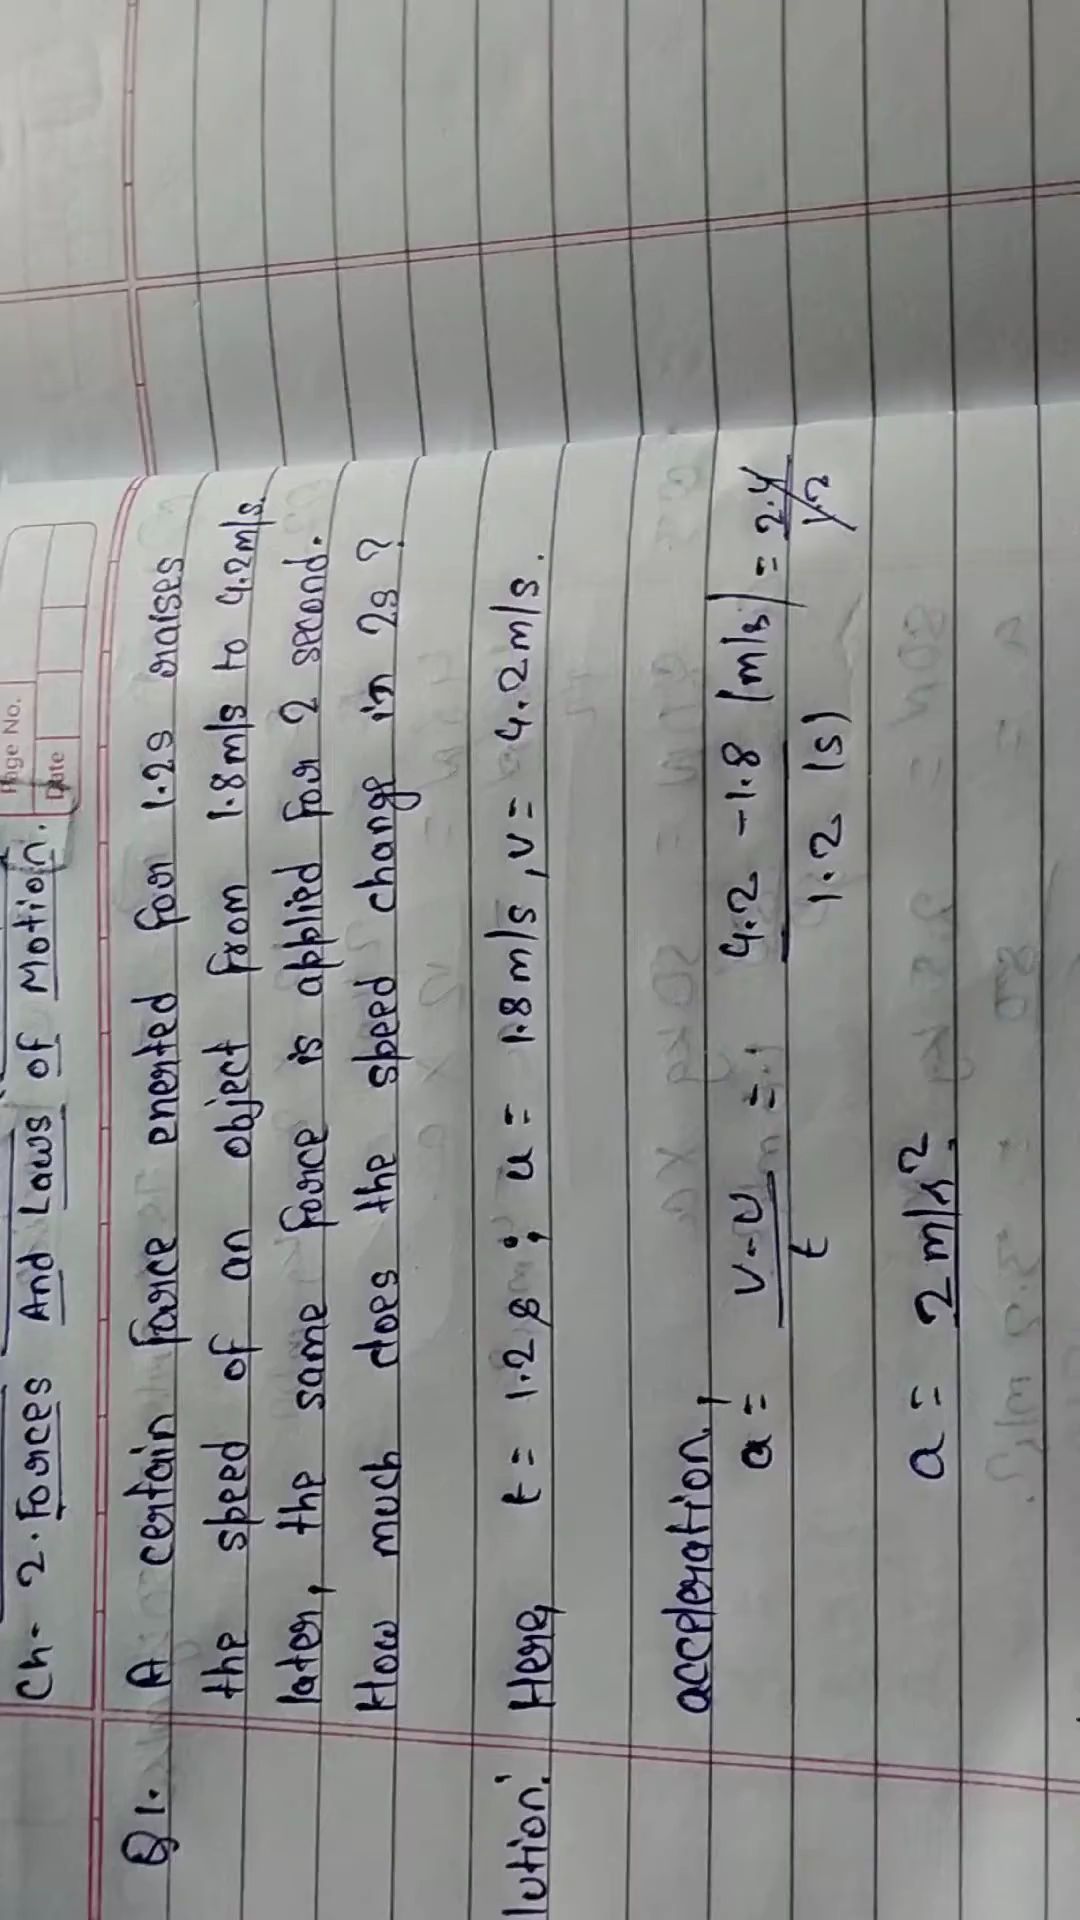 Page No.
Date
Ch- 2. Forces And Laws of Motion.
Q1. A certain force enerted for 1.2s raises
the speed of an object from 1.8 m/s to 4.2m/s.
later, the same force is applied for 2 second.
How much does the speed change in 2s?
lution: Here, t = 1.2 s ; u = 1.8 m/s , v = 4.2 m/s.
acceleration,
a = v-u/t = 4.2 - 1.8 (m/s)/1.2 (s) = 2.4/1.2
a = 2 m/s².